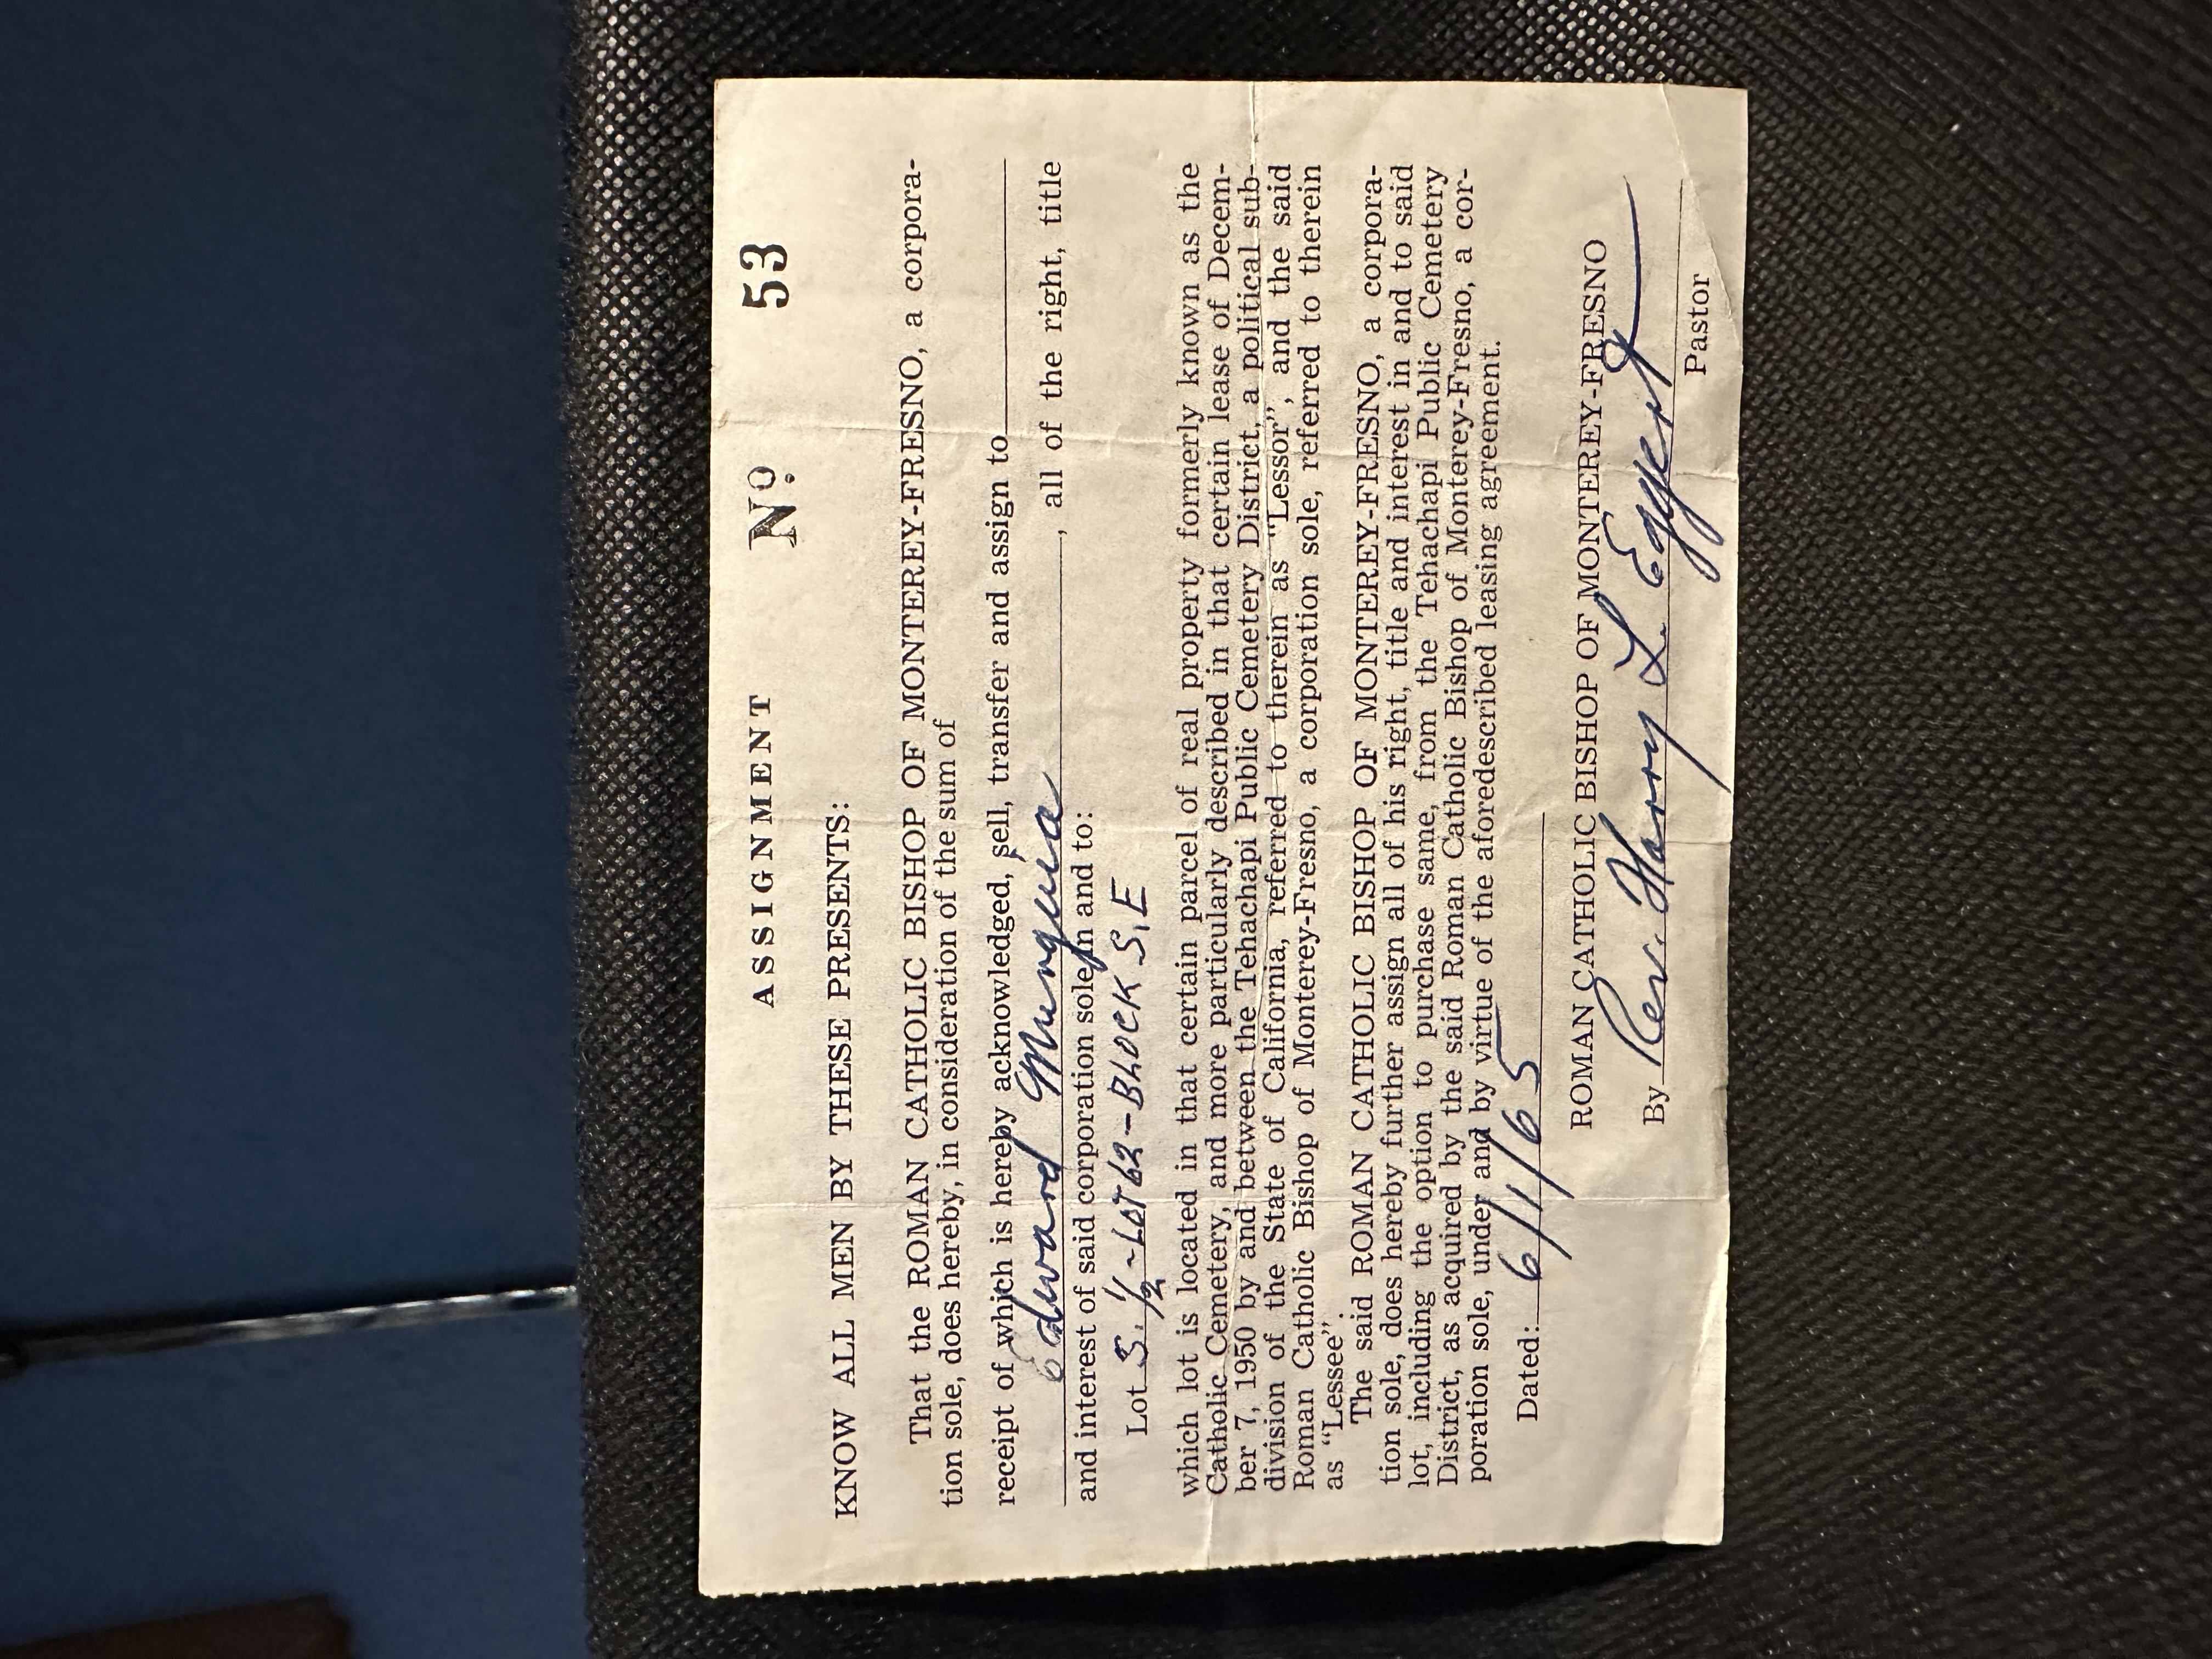 ASSIGNMENT Nº 53
KNOW ALL MEN BY THESE PRESENTS:
That the ROMAN CATHOLIC BISHOP OF MONTEREY-FRESNO, a corpora-
tion sole, does hereby, in consideration of the sum of
receipt of which is hereby acknowledged, sell, transfer and assign to
Edward Munguia, all of the right, title
and interest of said corporation sole in and to:
Lot S. 1/2 - LOT 62 - BLOCK S.E
which lot is located in that certain parcel of real property formerly known as the
Catholic Cemetery, and more particularly described in that certain lease of Decem-
ber 7, 1950 by and between the Tehachapi Public Cemetery District, a political sub-
division of the State of California, referred to therein as "Lessor", and the said
Roman Catholic Bishop of Monterey-Fresno, a corporation sole, referred to therein
as "Lessee".
The said ROMAN CATHOLIC BISHOP OF MONTEREY-FRESNO, a corpora-
tion sole, does hereby further assign all of his right, title and interest in and to said
lot, including the option to purchase same, from the Tehachapi Public Cemetery
District, as acquired by the said Roman Catholic Bishop of Monterey-Fresno, a cor-
poration sole, under and by virtue of the aforedescribed leasing agreement.
Dated: 6/1/65
ROMAN CATHOLIC BISHOP OF MONTEREY-FRESNO
By Rev. Harry L. Eggert
Pastor